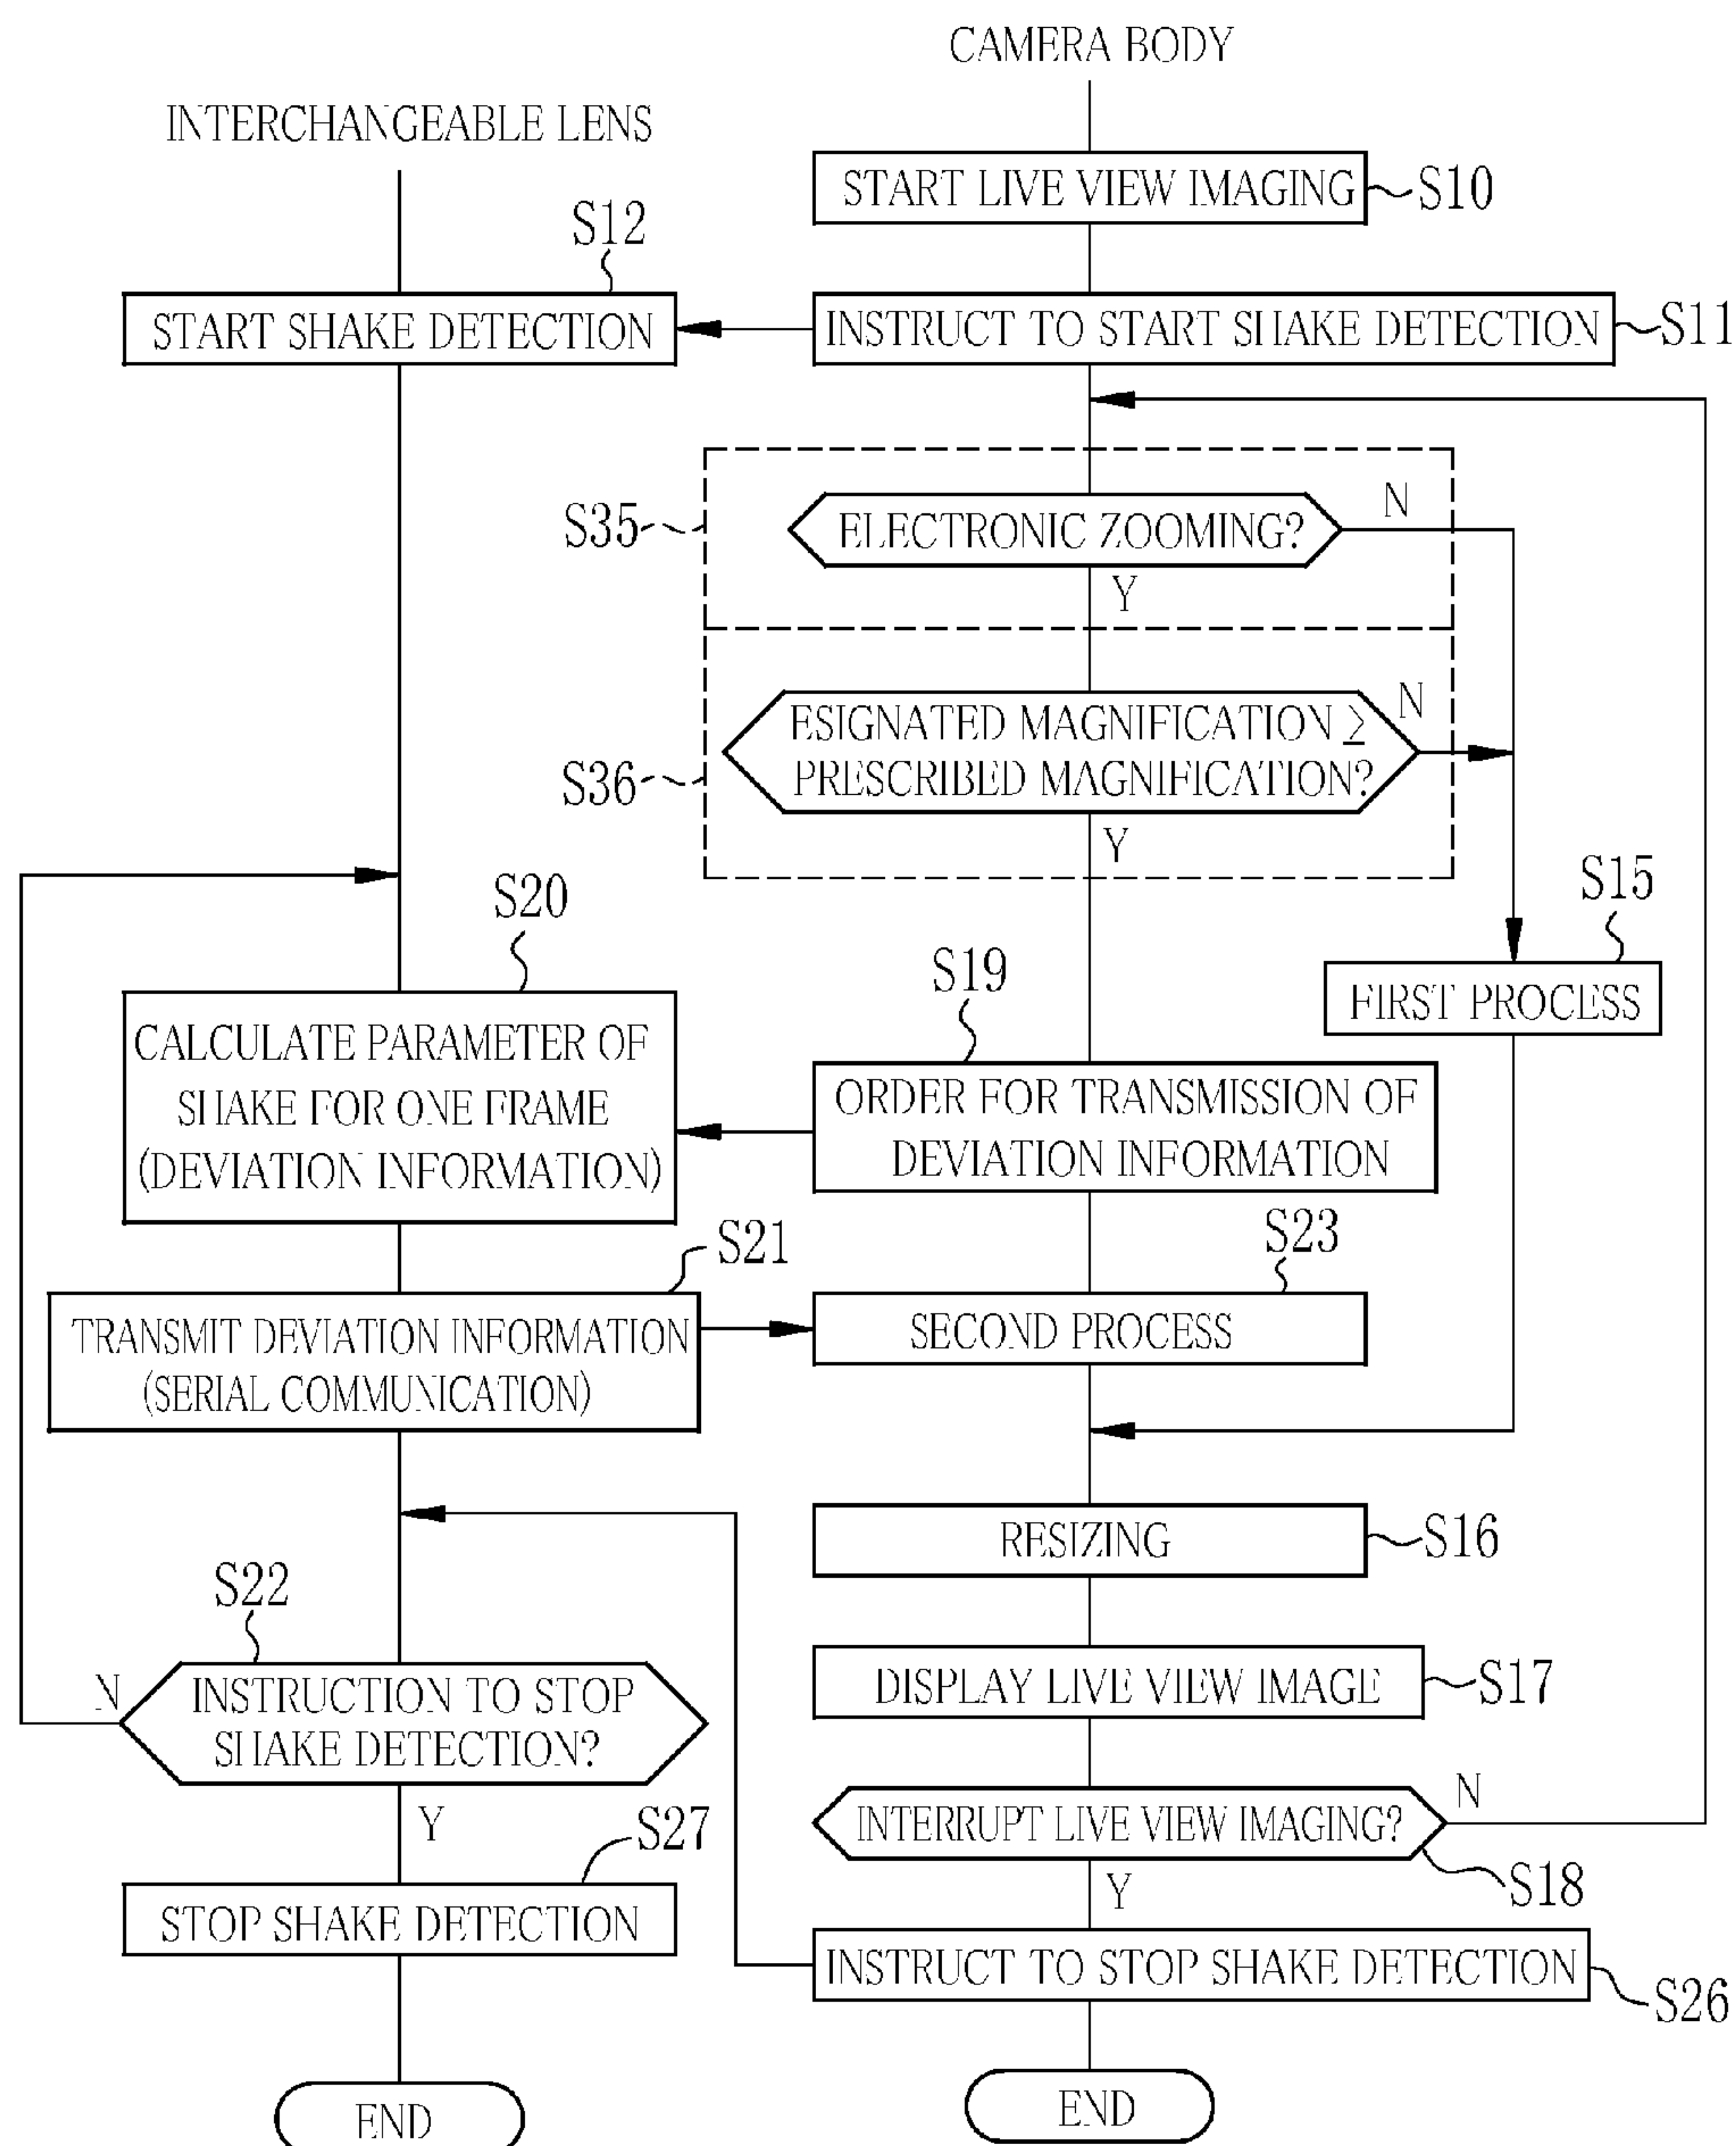 CAMERA BODY
INTERCHANGEABLE LENS
START LIVE VIEW IMAGING
S10
S12
START SHAKE DETECTION
INSTRUCT TO START SHAKE DETECTION
S11
S35
ELECTRONIC ZOOMING?
N
Y
S36
ESIGNATED MAGNIFICATION ≥
PRESCRIBED MAGNIFICATION?
N
Y
S15
FIRST PROCESS
S20
CALCULATE PARAMETER OF
SHAKE FOR ONE FRAME
(DEVIATION INFORMATION)
S19
ORDER FOR TRANSMISSION OF
DEVIATION INFORMATION
S21
TRANSMIT DEVIATION INFORMATION
(SERIAL COMMUNICATION)
S23
SECOND PROCESS
RESIZING
S16
S22
N
INSTRUCTION TO STOP
SHAKE DETECTION?
Y
DISPLAY LIVE VIEW IMAGE
S17
INTERRUPT LIVE VIEW IMAGING?
N
S18
Y
S27
STOP SHAKE DETECTION
INSTRUCT TO STOP SHAKE DETECTION
S26
END
END